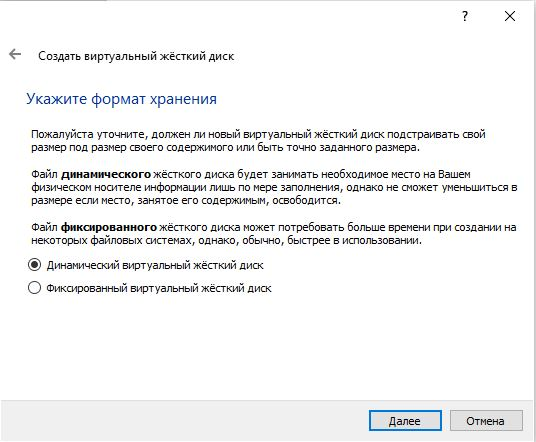 ?
Создать виртуальный жёсткий диск
Укажите формат хранения
Пожалуйста уточните, должен ли новый виртуальный жёсткий диск подстраивать свой
размер под размер своего содержимого или быть точно заданного размера.
Файл динамического жёсткого диска будет занимать необходимое место на Вашем
физическом носителе информации лишь по мере заполнения, однако не сможет уменьшиться в
размере если место, занятое его содержимым, освободится.
Файл фиксированного жёсткого диска может потребовать больше времени при создании на
некоторых файловых системах, однако, обычно, быстрее в использовании.
Динамический виртуальный жёсткий диск
Фиксированный виртуальный жёсткий диск
Далее
Отмена